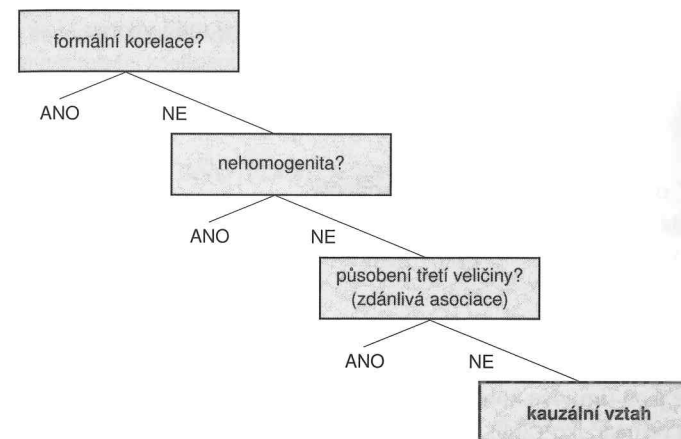 formální korelace?
ANO
NE
nehomogenita?
ANO
NE
působení třetí veličiny?
(zdánlivá asociace)
ANO
NE
kauzální vztah